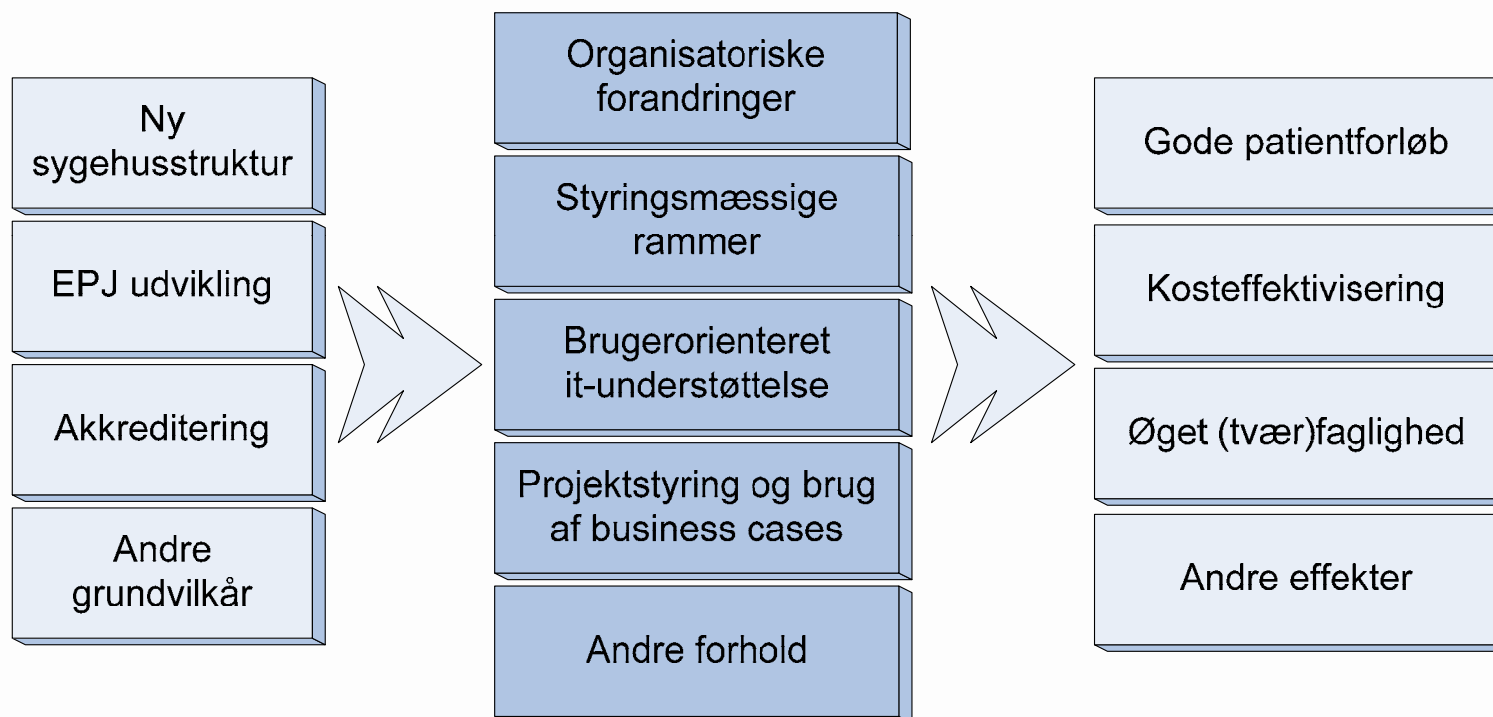 Ny
sygehusstruktur
EPJ udvikling
Akkreditering
Andre
grundvilkår
Organisatoriske
forandringer
Styringsmæssige
rammer
Brugerorienteret
it-understøttelse
Projektstyring og brug
af business cases
Andre forhold
Gode patientforløb
Kosteffektivisering
Øget (tvær)faglighed
Andre effekter